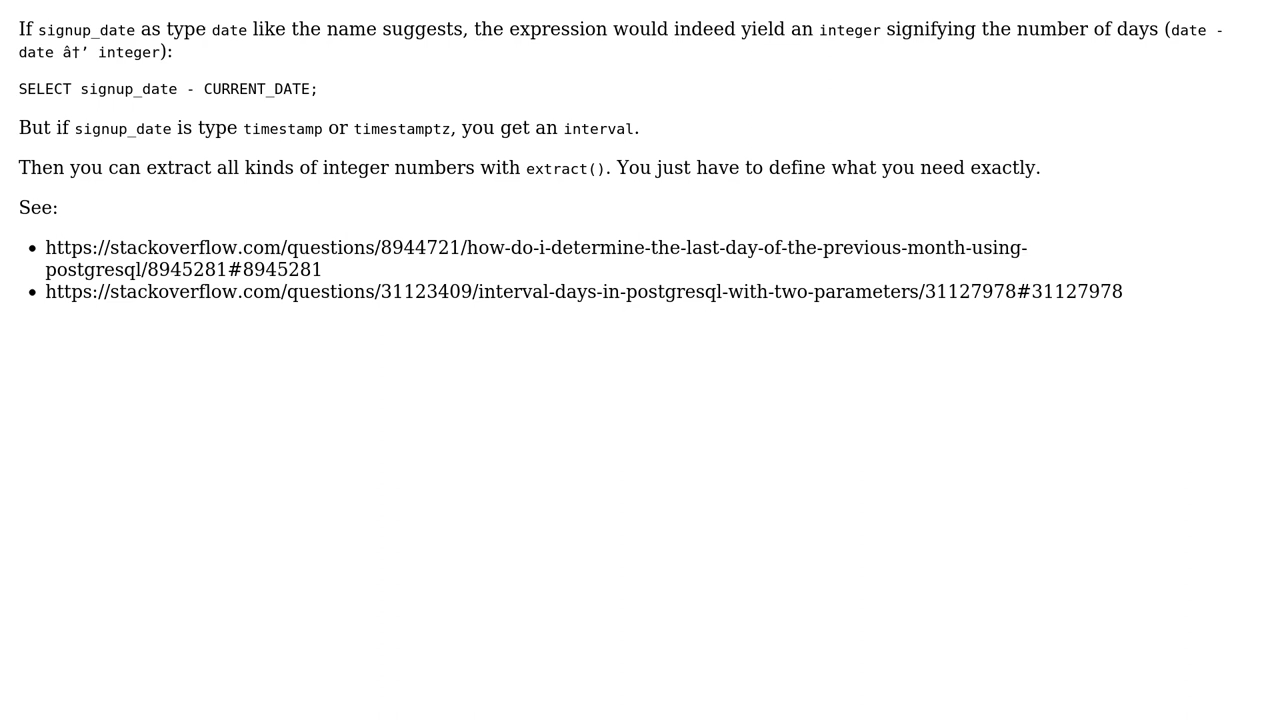 If signup_date as type date like the name suggests, the expression would indeed yield an integer signifying the number of days (date -
date â†’ integer):
SELECT signup_date - CURRENT_DATE;
But if signup_date is type timestamp or timestamptz, you get an interval.
Then you can extract all kinds of integer numbers with extract(). You just have to define what you need exactly.
See:
• https://stackoverflow.com/questions/8944721/how-do-i-determine-the-last-day-of-the-previous-month-using-
postgresql/8945281#8945281
• https://stackoverflow.com/questions/31123409/interval-days-in-postgresql-with-two-parameters/31127978#31127978